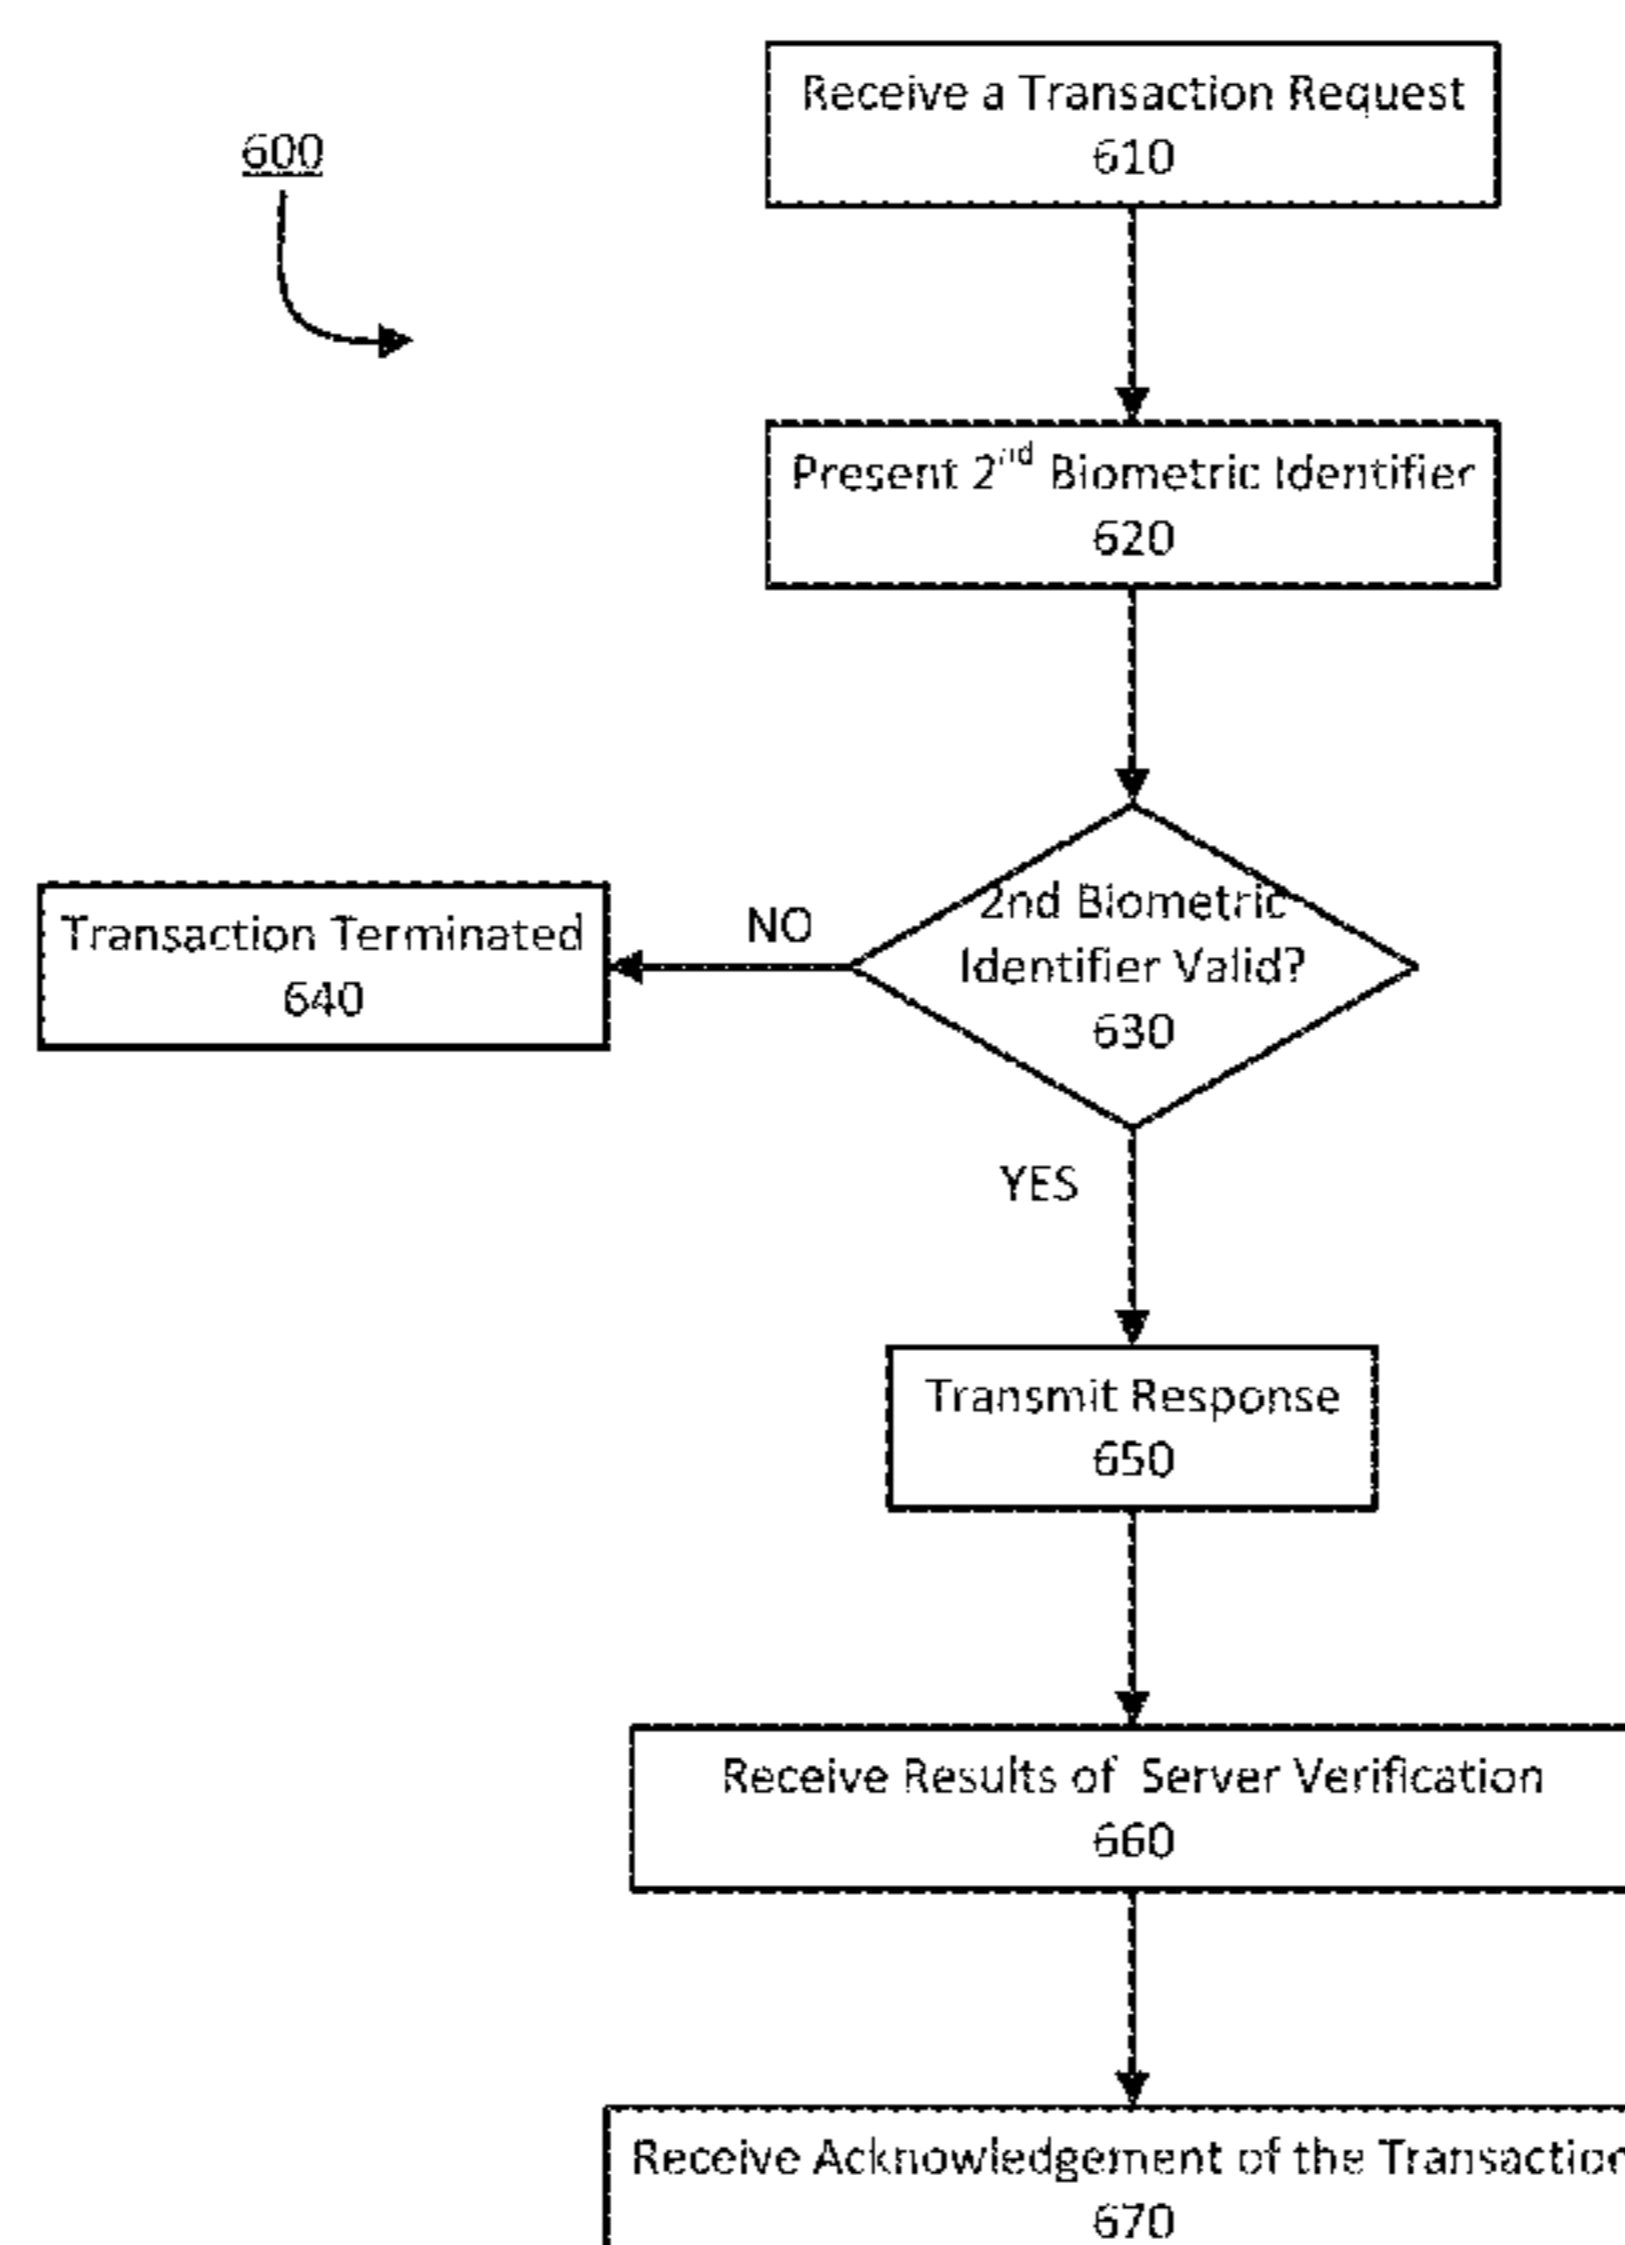 600
Receive a Transaction Request
610
Present 2nd Biometric Identifier
620
2nd Biometric
Identifier Valid?
630
NO
Transaction Terminated
640
YES
Transmit Response
650
Receive Results of Server Verification
660
Receive Acknowledgement of the Transaction
670